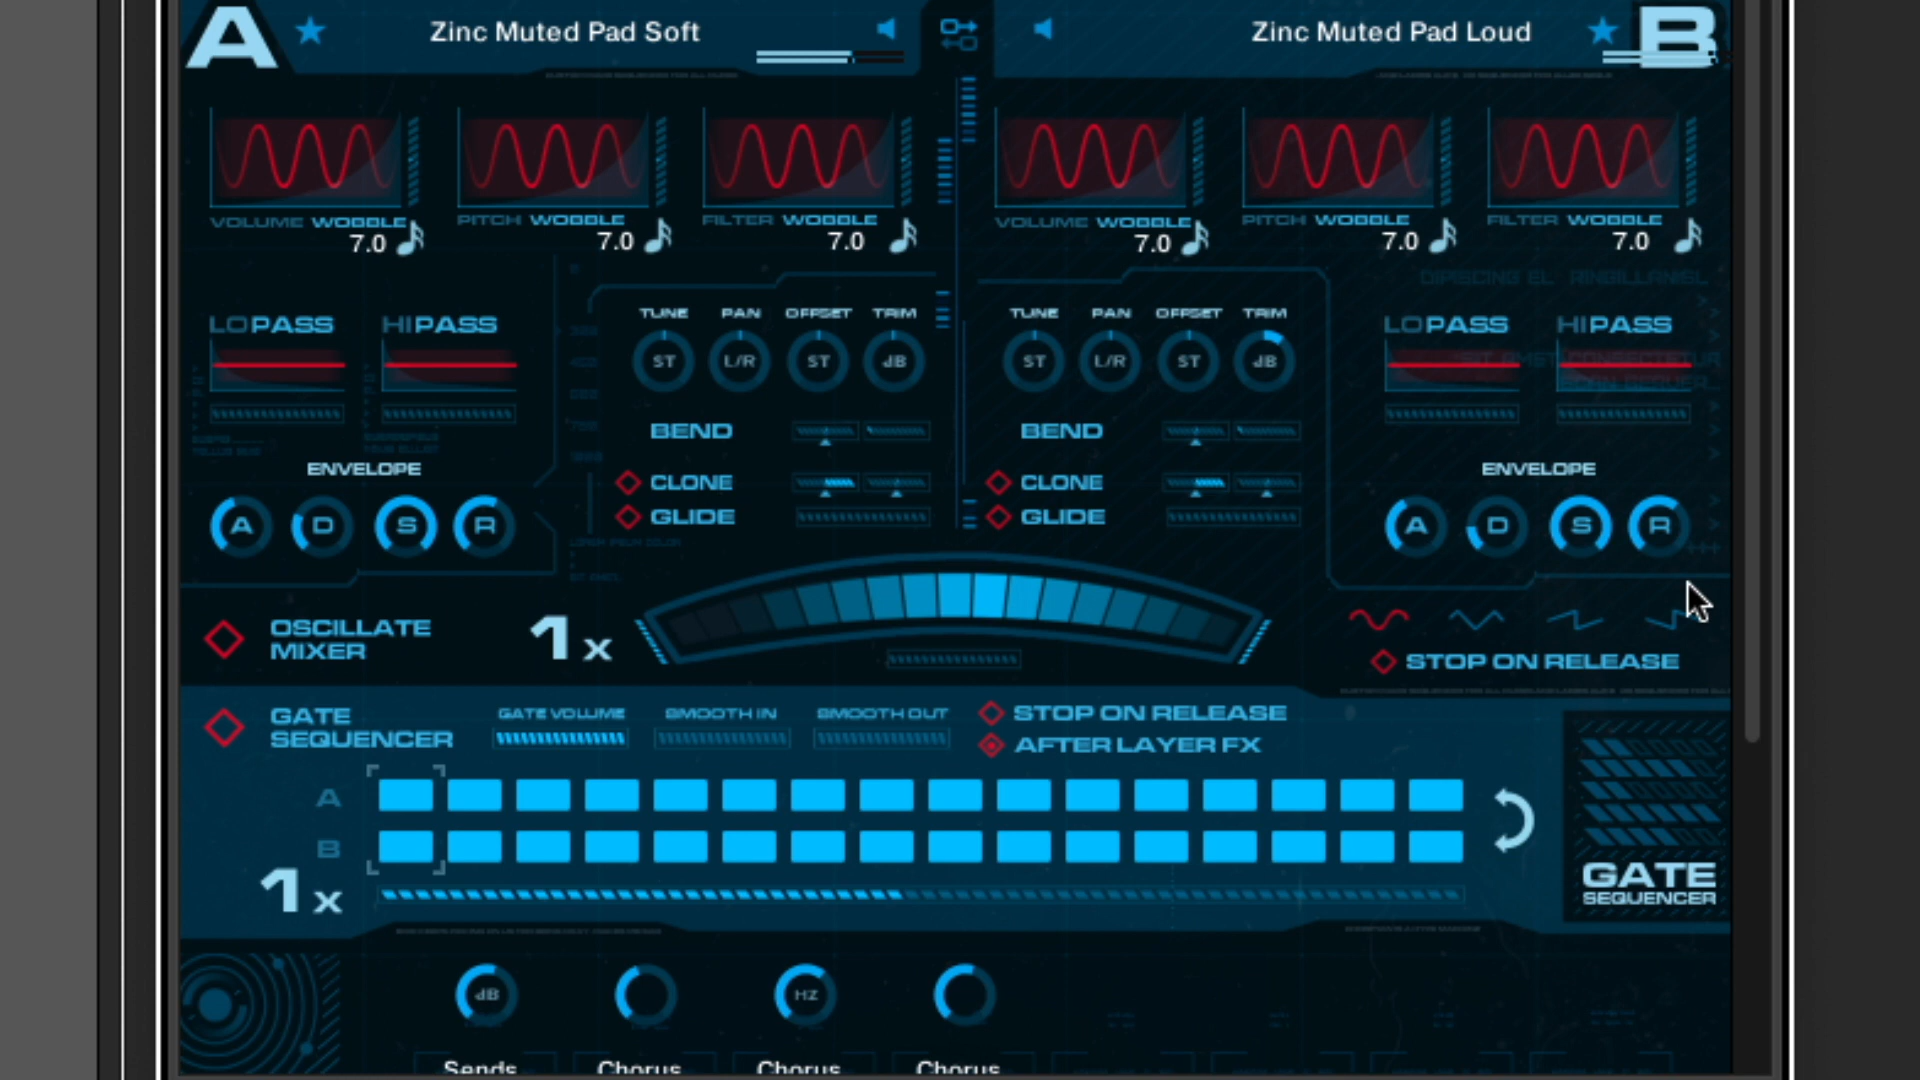 A Zinc Muted Pad Soft Zinc Muted Pad Loud B
VOLUME WOBBLE PITCH WOBBLE FILTER WOBBLE VOLUME WOBBLE PITCH WOBBLE FILTER WOBBLE
7.0 7.0 7.0 7.0 7.0 7.0
TUNE PAN OFFSET TRIM TUNE PAN OFFSET TRIM
LOPASS HIPASS LOPASS HIPASS
ST L/R ST dB ST L/R ST dB
BEND BEND
ENVELOPE ENVELOPE
CLONE CLONE
GLIDE GLIDE
A D S R A D S R
OSCILLATE
MIXER
1x
STOP ON RELEASE
GATE
SEQUENCER
GATE VOLUME SMOOTH IN SMOOTH OUT
STOP ON RELEASE
AFTER LAYER FX
A
B
1x
GATE
SEQUENCER
dB HZ
Sends Chorus Chorus Chorus